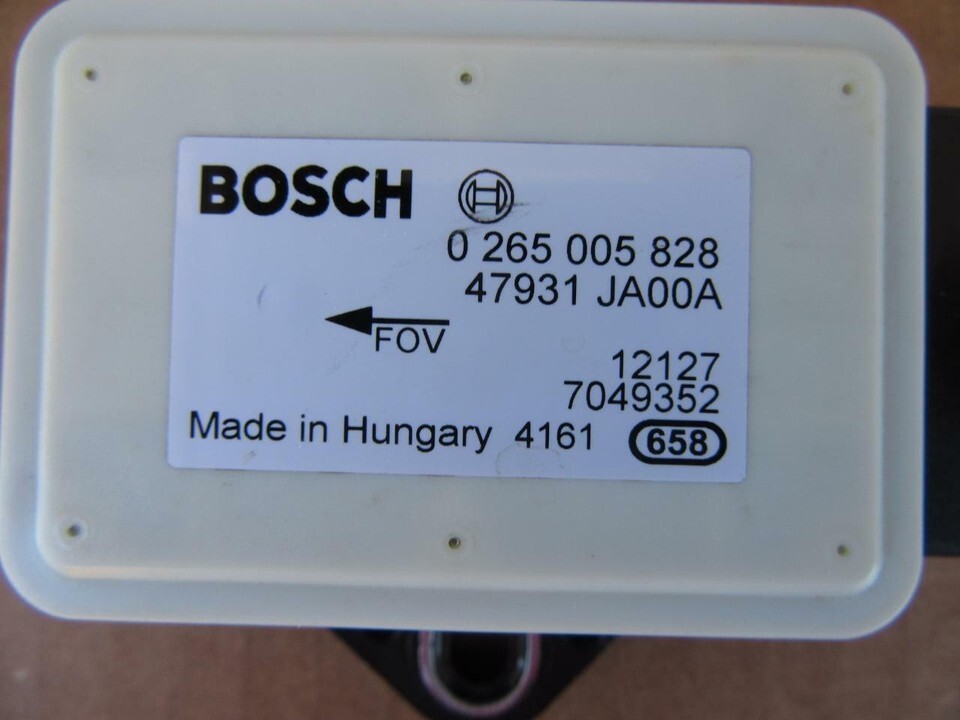 BOSCH
0 265 005 828
47931 JA00A
FOV
12127
7049352
Made in Hungary 4161 658